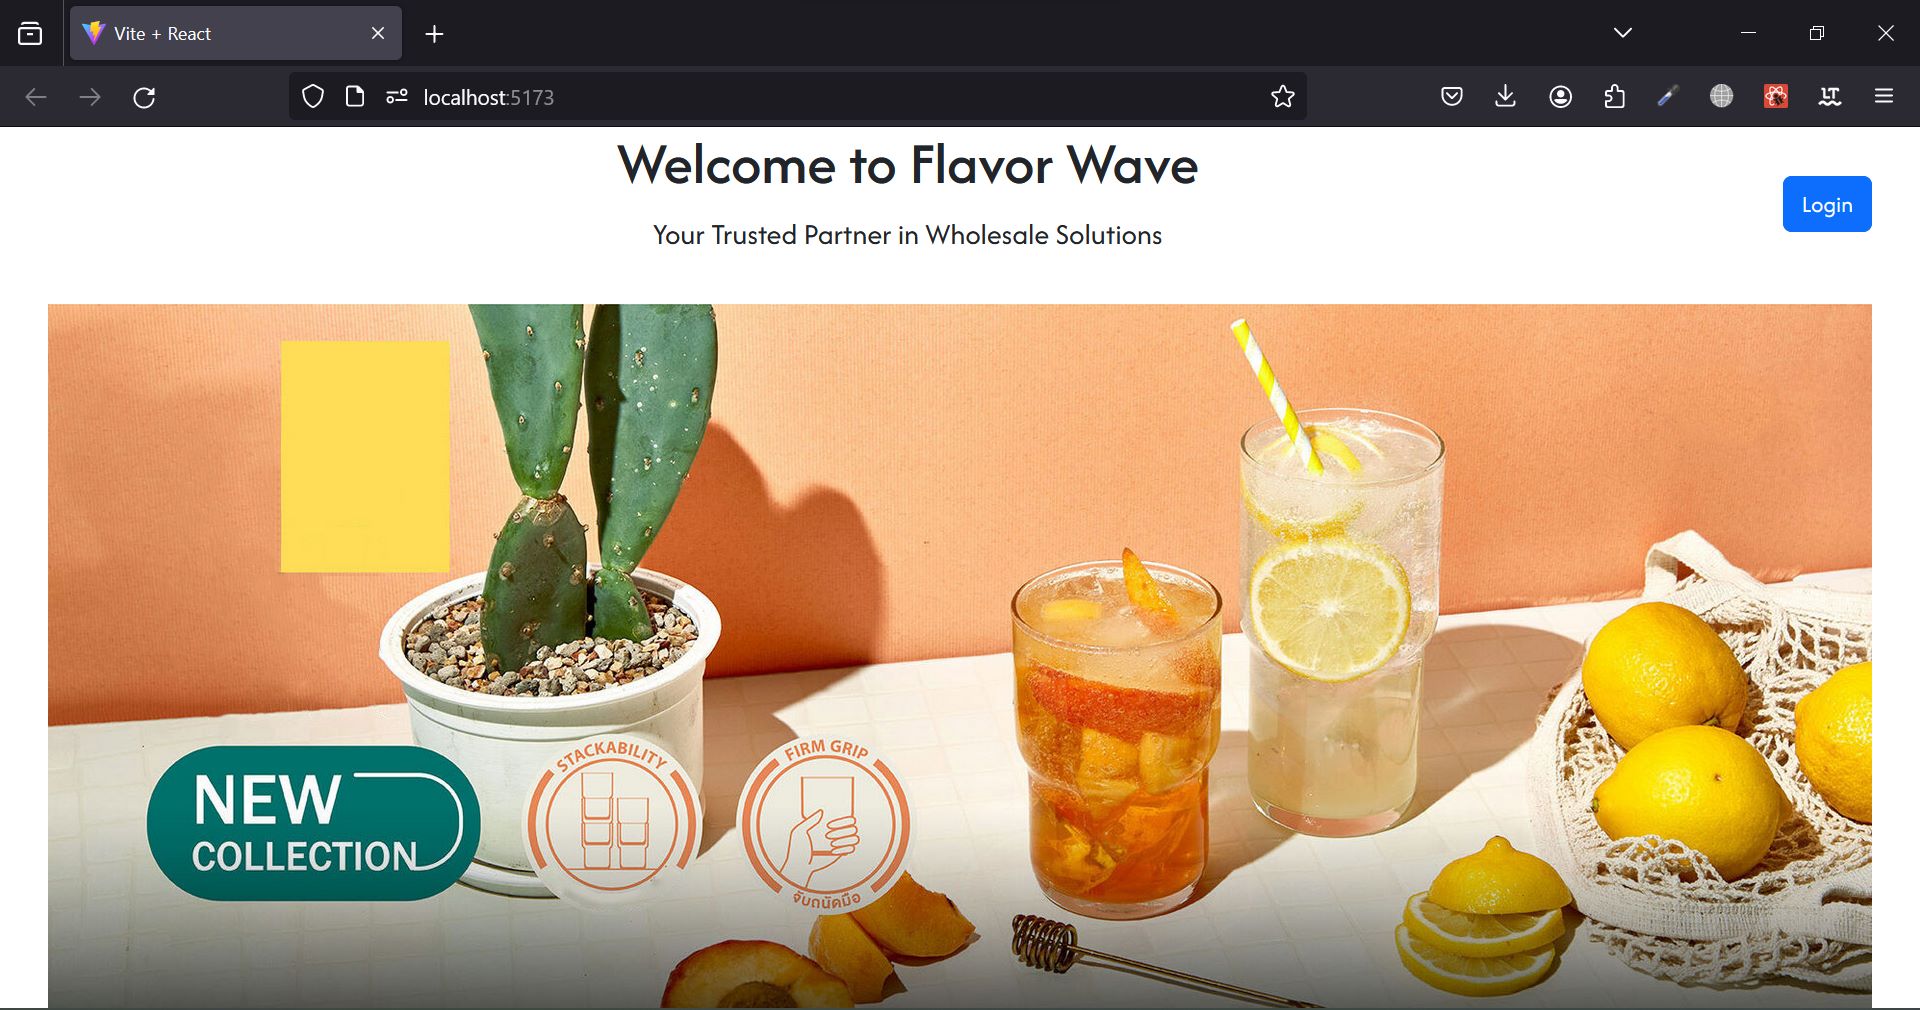 Vite + React
localhost:5173
Welcome to Flavor Wave
Your Trusted Partner in Wholesale Solutions
Login
NEW
COLLECTION
STACKABILITY
FIRM GRIP
จับถนัดมือ
LT